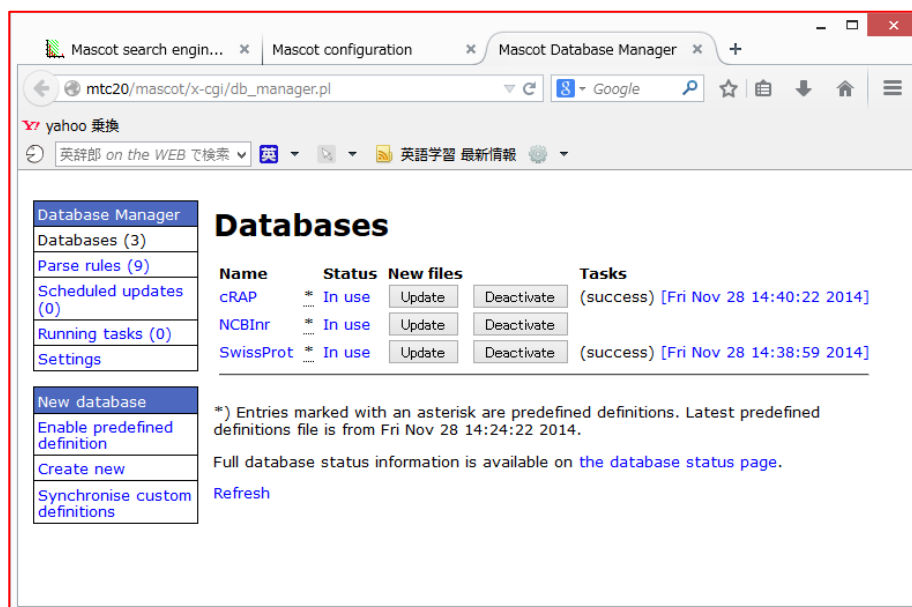 Mascot search engin... × Mascot configuration × Mascot Database Manager × +
mtc20/mascot/x-cgi/db_manager.pl Google
Y7 yahoo 乗換
英辞郎 on the WEB で検索 英 英語学習 最新情報
Database Manager
Databases (3)
Parse rules (9)
Scheduled updates
(0)
Running tasks (0)
Settings
New database
Enable predefined
definition
Create new
Synchronise custom
definitions
Databases
Name Status New files Tasks
cRAP * In use Update Deactivate (success) [Fri Nov 28 14:40:22 2014]
NCBInr * In use Update Deactivate
SwissProt * In use Update Deactivate (success) [Fri Nov 28 14:38:59 2014]
*) Entries marked with an asterisk are predefined definitions. Latest predefined
definitions file is from Fri Nov 28 14:24:22 2014.
Full database status information is available on the database status page.
Refresh